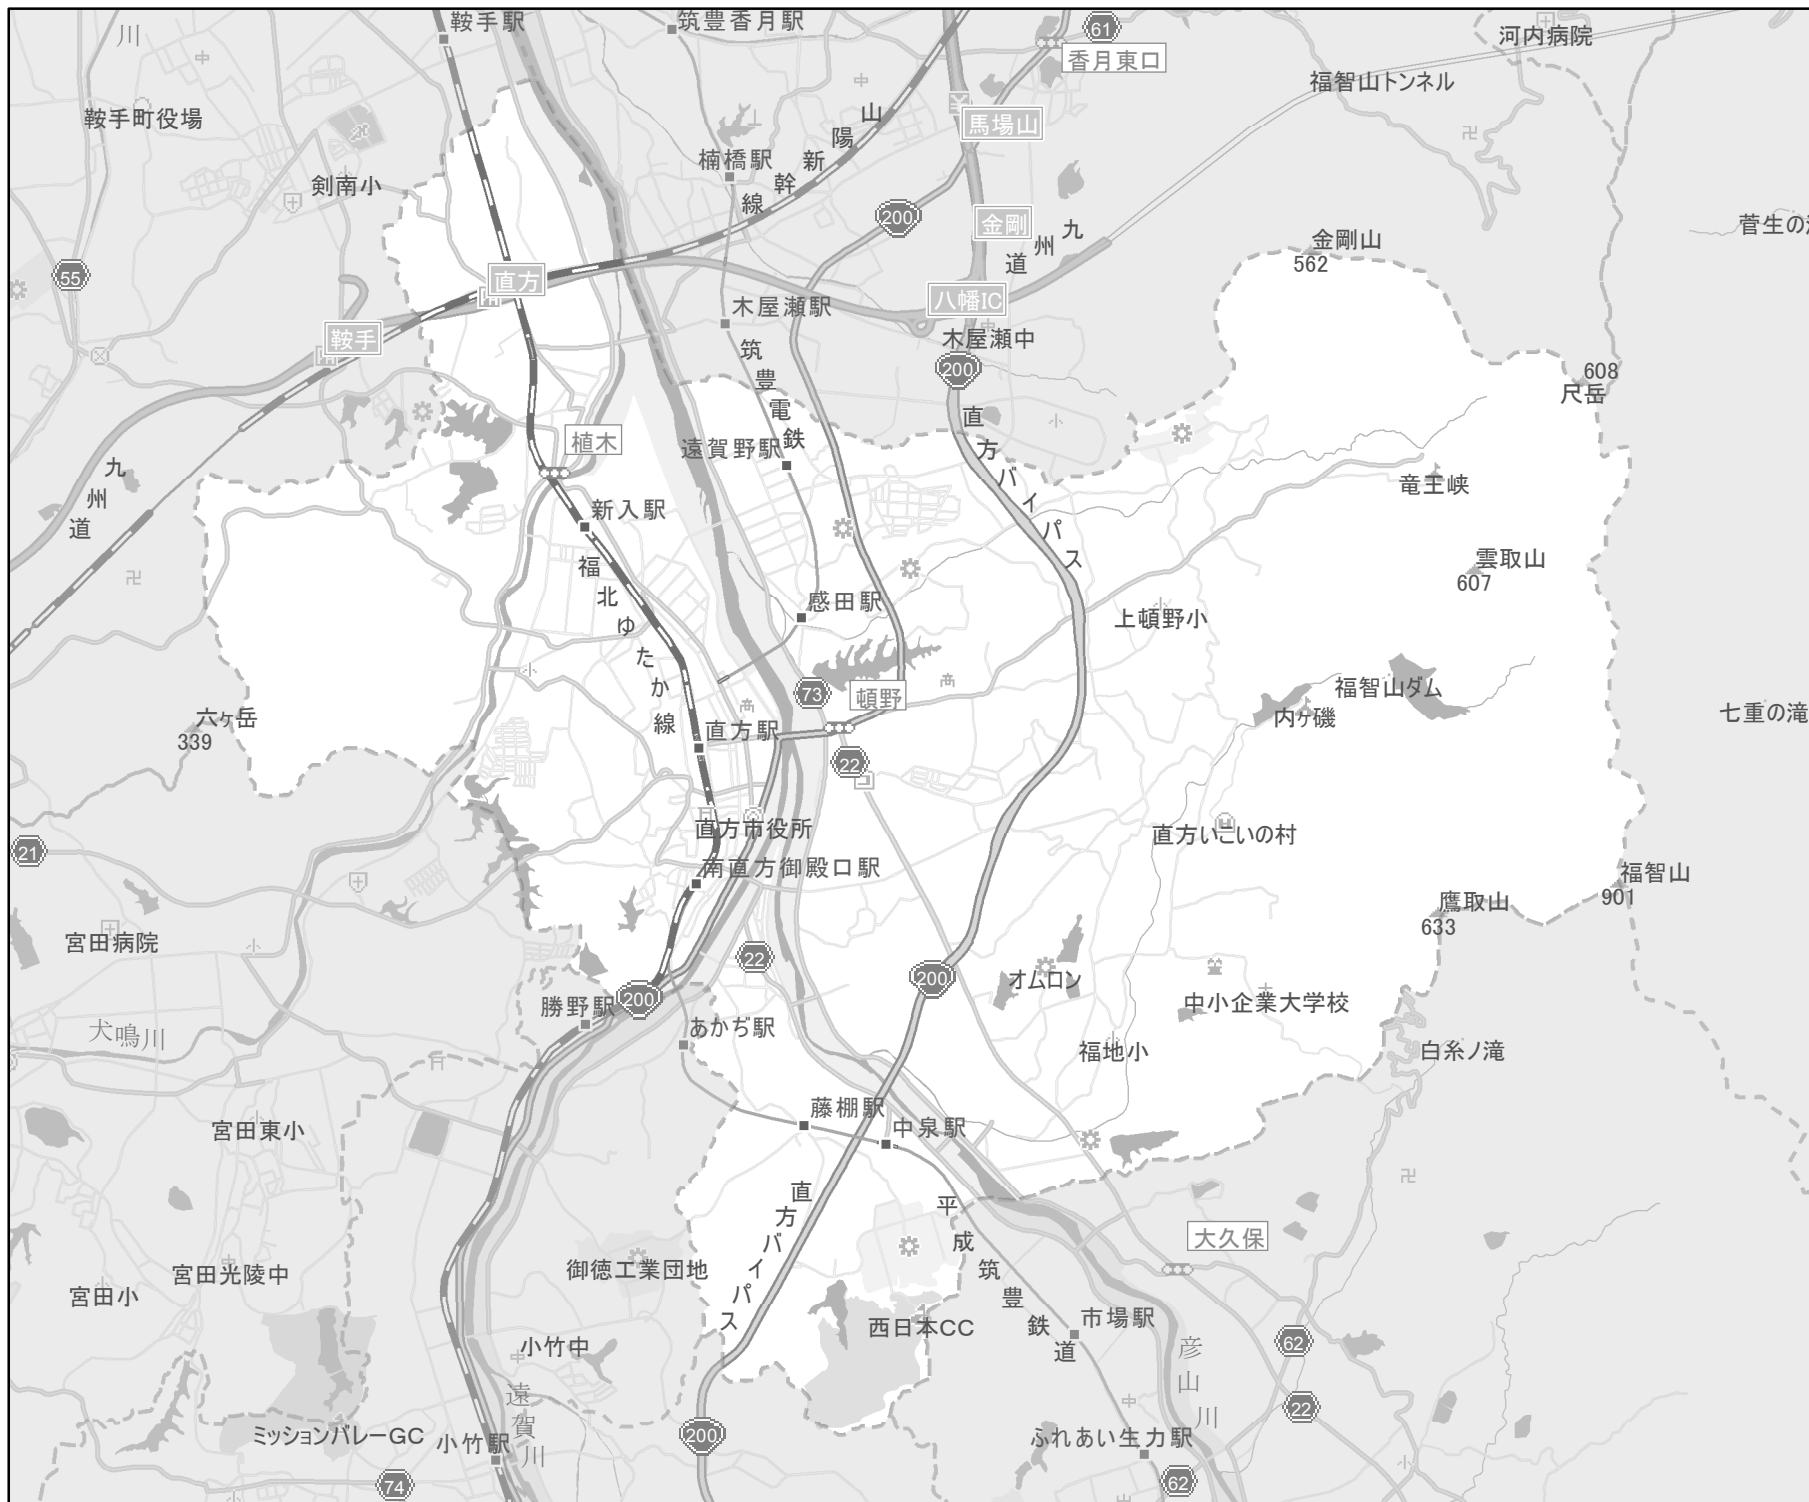 川
鞍手駅
筑豊香月駅
61
香月東口
河内病院
福智山トンネル
鞍手町役場
馬場山
山陽新幹線
楠橋駅
剣南小
200
金剛
九州道
菅生の
金剛山
562
55
直方
八幡IC
木屋瀬駅
鞍手
木屋瀬中
200
筑豊電鉄
608
尺岳
直方バイパス
植木
遠賀野駅
九州道
竜王峡
新入駅
雲取山
607
福北ゆたか線
感田駅
上頓野小
73
頓野
福智山ダム
内ヶ磯
七重の滝
六ヶ岳
339
直方駅
22
直方市役所
直方いこいの村
21
南直方御殿口駅
福智山
901
鷹取山
633
宮田病院
22
200
オムロン
中小企業大学校
勝野駅
200
あかぢ駅
犬鳴川
福地小
白糸ノ滝
藤棚駅
中泉駅
宮田東小
直方バイパス
平成筑豊鉄道
大久保
御徳工業団地
宮田光陵中
宮田小
西日本CC
市場駅
62
小竹中
彦山川
遠賀川
22
ミッションバレーGC
小竹駅
200
ふれあい生力駅
74
62